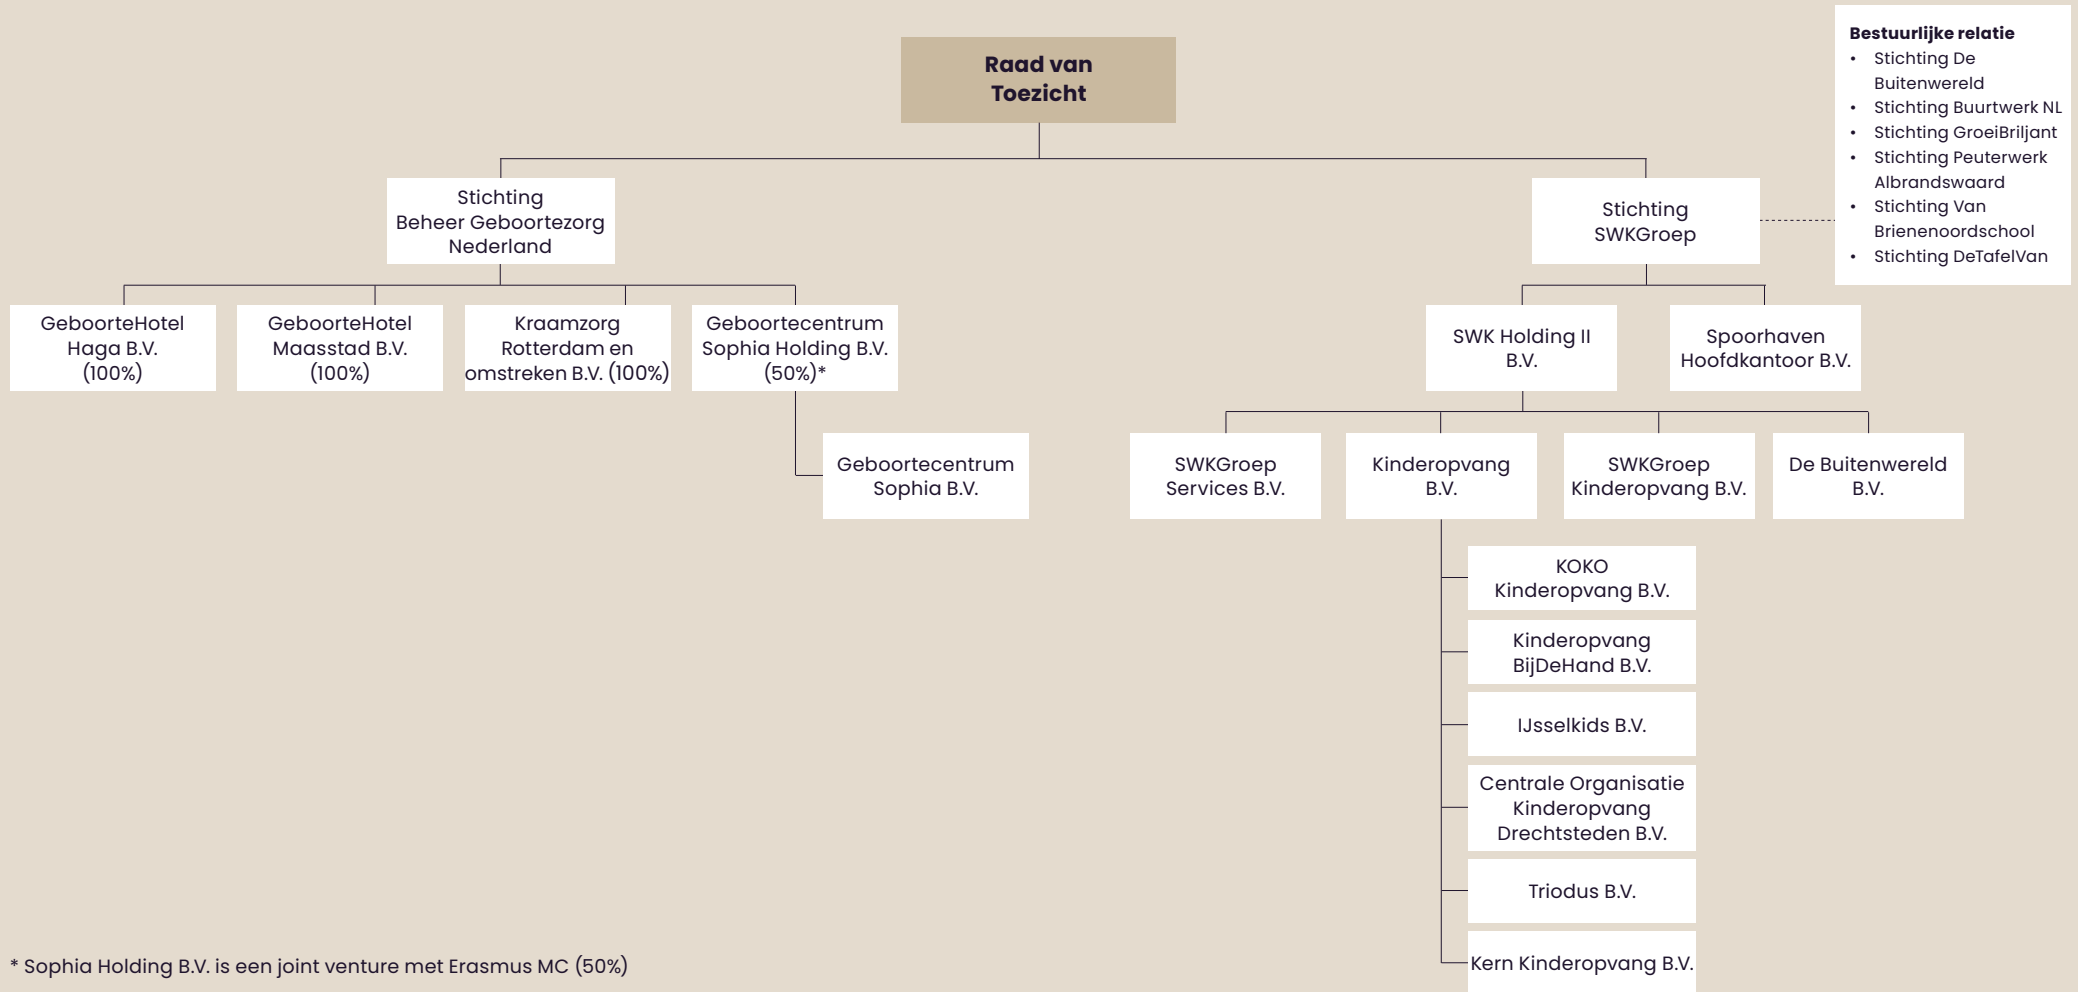 Raad van
Toezicht
Bestuurlijke relatie
• Stichting De
Buitenwereld
• Stichting Buurtwerk NL
• Stichting GroeiBriljant
• Stichting Peuterwerk
Albrandswaard
• Stichting Van
Brienenoordschool
• Stichting DeTafelVan
Stichting
Beheer Geboortezorg
Nederland
Stichting
SWKGroep
GeboorteHotel
Haga B.V.
(100%)
GeboorteHotel
Maasstad B.V.
(100%)
Kraamzorg
Rotterdam en
omstreken B.V. (100%)
Geboortecentrum
Sophia Holding B.V.
(50%)*
SWK Holding II
B.V.
Spoorhaven
Hoofdkantoor B.V.
Geboortecentrum
Sophia B.V.
SWKGroep
Services B.V.
Kinderopvang
B.V.
SWKGroep
Kinderopvang B.V.
De Buitenwereld
B.V.
KOKO
Kinderopvang B.V.
Kinderopvang
BijDeHand B.V.
IJsselkids B.V.
Centrale Organisatie
Kinderopvang
Drechtsteden B.V.
Triodus B.V.
Kern Kinderopvang B.V.
* Sophia Holding B.V. is een joint venture met Erasmus MC (50%)